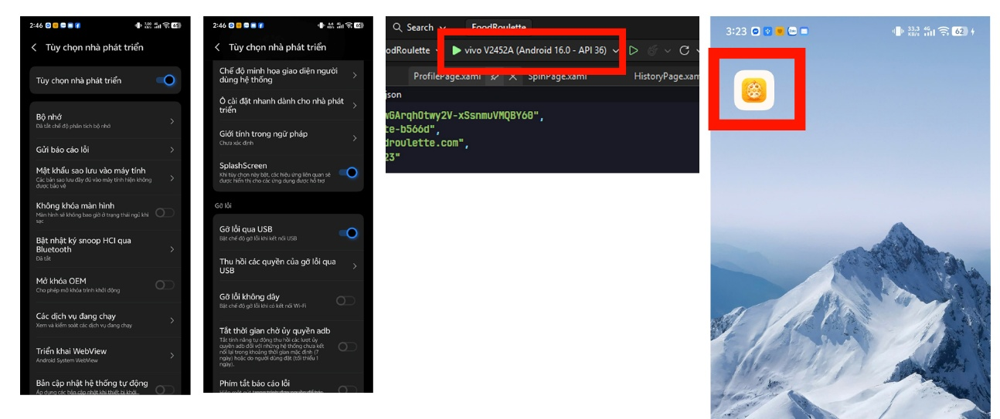 2:46
Tùy chọn nhà phát triển
Tùy chọn nhà phát triển
Bộ nhớ
Đã tắt chế độ phân tích bộ nhớ
Gửi báo cáo lỗi
Mật khẩu sao lưu vào máy tính
Các bản sao lưu đầy đủ vào máy tính hiện không
được bảo vệ
Không khóa màn hình
Màn hình sẽ không bao giờ ở trạng thái ngủ khi
sạc
Bật nhật ký snoop HCI qua
Bluetooth
Đã tắt
Mở khóa OEM
Cho phép mở khóa trình khởi động
Các dịch vụ đang chạy
Xem và kiểm soát các dịch vụ đang chạy
Triển khai WebView
Android System WebView
Bản cập nhật hệ thống tự động
Áp dụng các bản cập nhật khi thiết bị khởi...
2:46
Tùy chọn nhà phát triển
Chế độ minh họa giao diện người
dùng hệ thống
Ô cài đặt nhanh dành cho nhà phát
triển
Giới tính trong ngữ pháp
Chưa xác định
SplashScreen
Khi tùy chọn này bật, các hiệu ứng liên quan sẽ
được hiển thị cho các ứng dụng được hỗ trợ
Gỡ lỗi
Gỡ lỗi qua USB
Bật chế độ gỡ lỗi khi kết nối USB
Thu hồi các quyền của gỡ lỗi qua
USB
Gỡ lỗi không dây
Bật chế độ gỡ lỗi khi có kết nối Wi-Fi
Tắt thời gian chờ ủy quyền adb
Tắt tính năng tự động thu hồi các lượt ủy
quyền adb đối với những hệ thống chưa kết
nối lại trong khoảng thời gian mặc định (7
ngày) hoặc do người dùng đặt (tối thiểu 1
ngày).
Phím tắt báo cáo lỗi
Search
FoodRoulette
odRoulette
vivo V2452A (Android 16.0 - API 36)
ProfilePage.xaml
SpinPage.xaml
HistoryPage.xam
json
wGArqhOtwy2V-xSsnmuVMQBY60",
te-b566d",
droulette.com",
23"
3:23
33,3
KB/s
4G
62